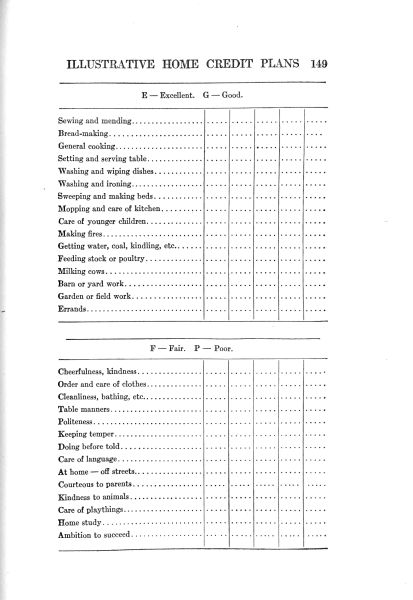 ILLUSTRATIVE HOME CREDIT PLANS 149
E — Excellent. G — Good.
Sewing and mending
Bread-making
General cooking
Setting and serving table
Washing and wiping dishes
Washing and ironing
Sweeping and making beds
Mopping and care of kitchen
Care of younger children
Making fires
Getting water, coal, kindling, etc.
Feeding stock or poultry
Milking cows
Barn or yard work
Garden or field work
Errands
F — Fair. P — Poor.
Cheerfulness, kindness
Order and care of clothes
Cleanliness, bathing, etc.
Table manners
Politeness
Keeping temper
Doing before told
Care of language
At home — off streets
Courteous to parents
Kindness to animals
Care of playthings
Home study
Ambition to succeed